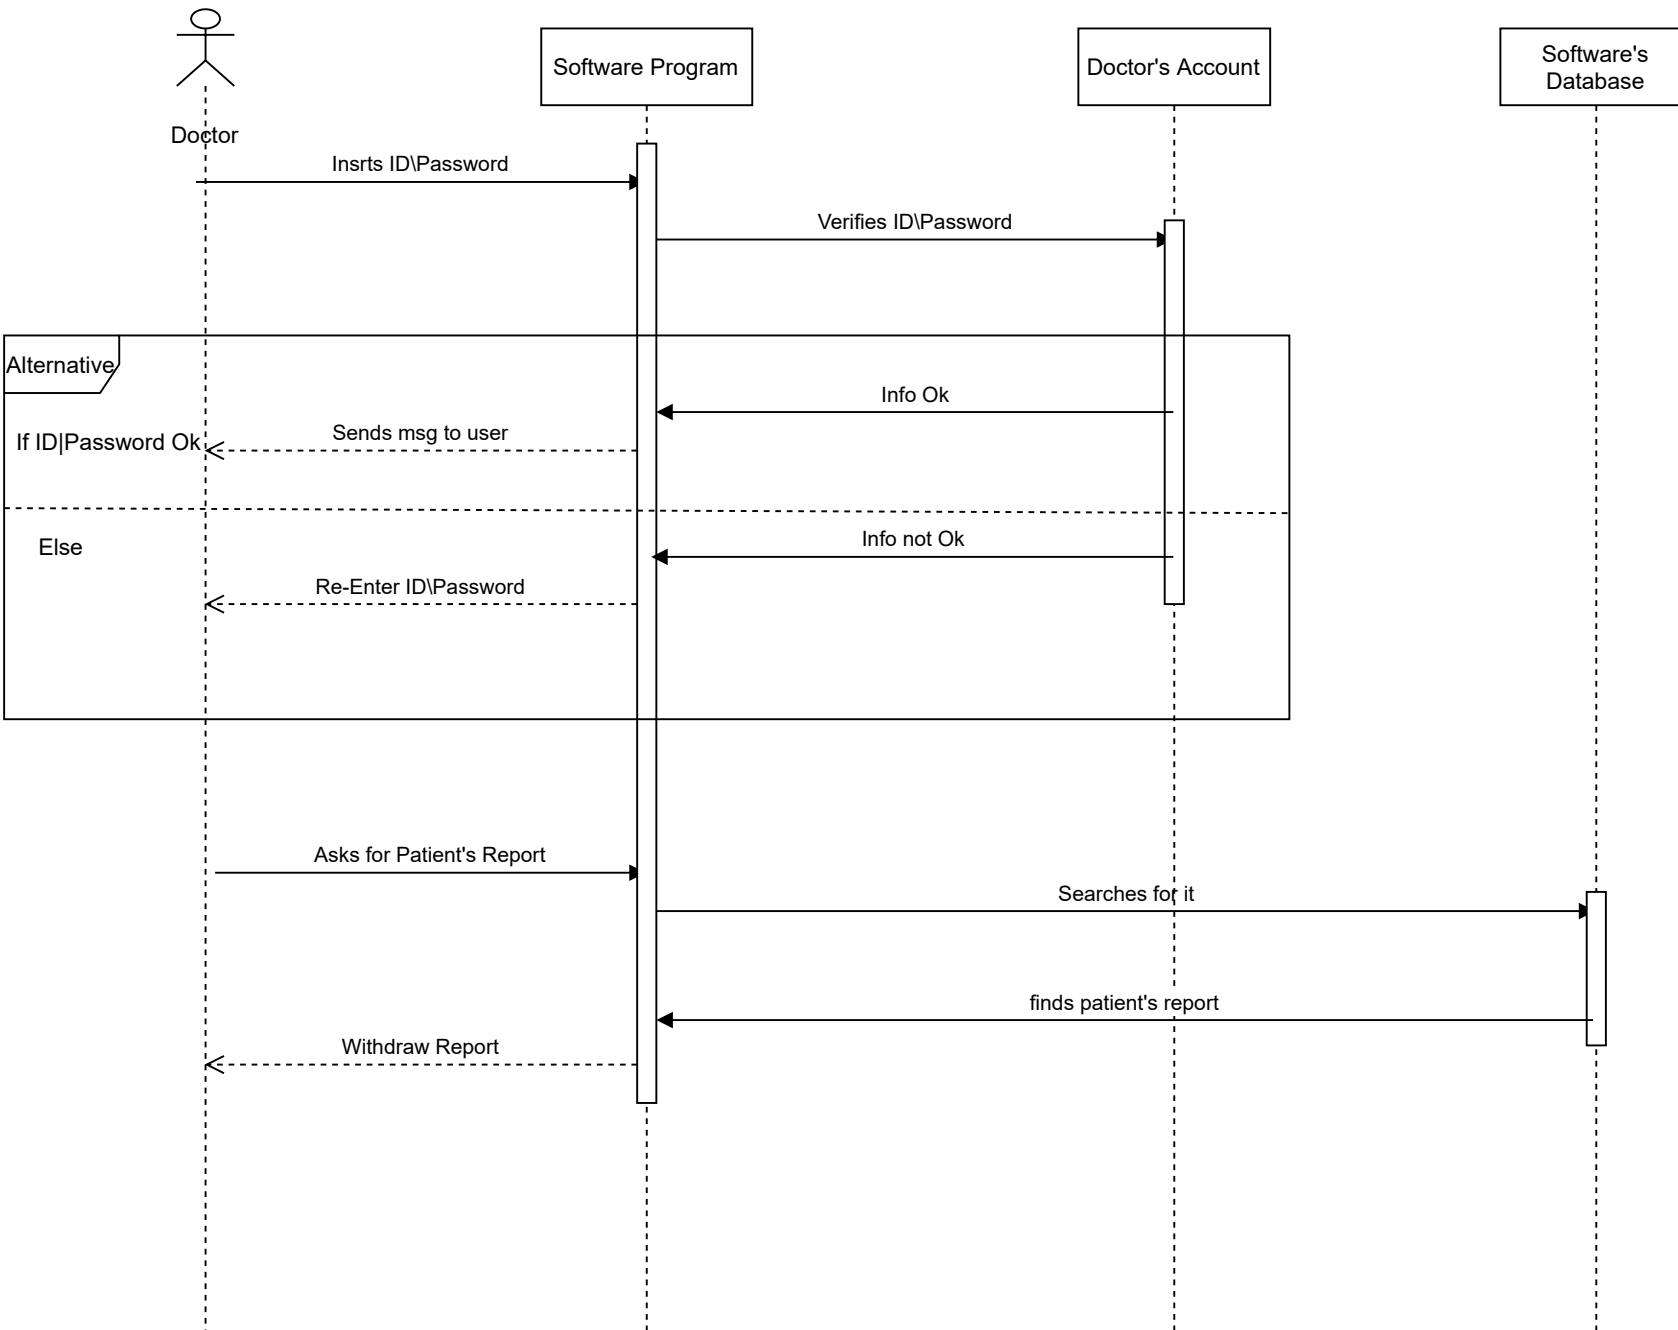 Software Program
Doctor's Account
Software's
Database
Doctor
Insrts ID\Password
Verifies ID\Password
Alternative
Info Ok
If ID|Password Ok
Sends msg to user
Else
Info not Ok
Re-Enter ID\Password
Asks for Patient's Report
Searches for it
finds patient's report
Withdraw Report